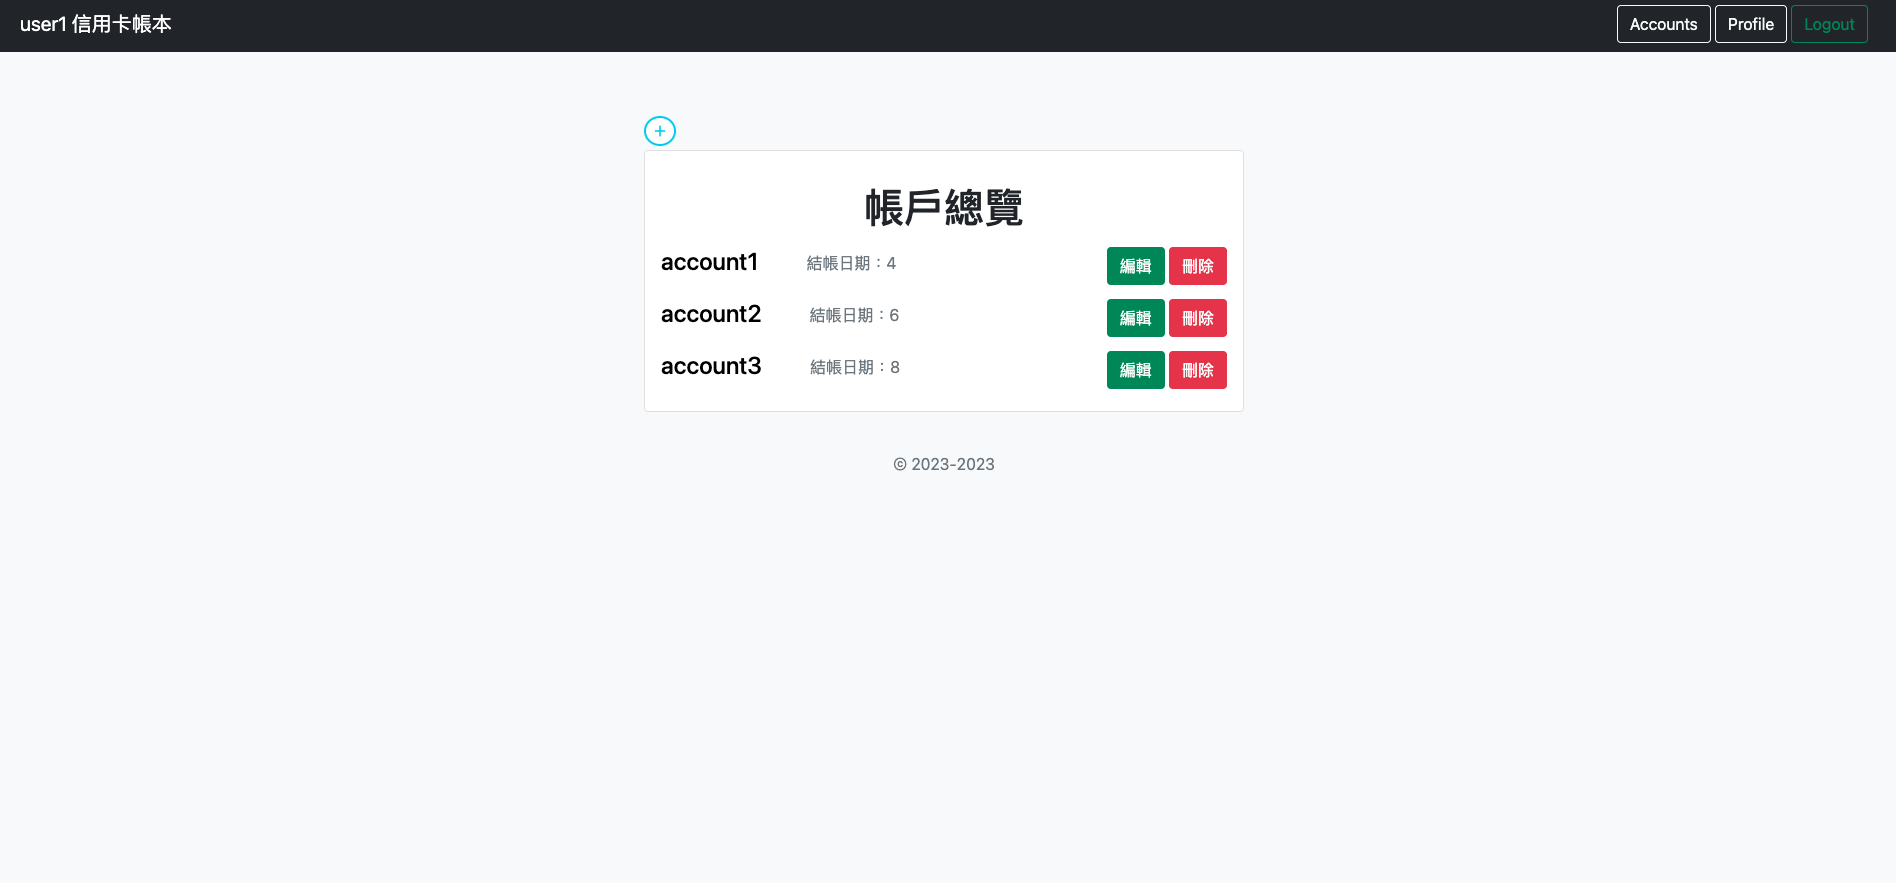 user1 信用卡帳本
Accounts Profile Logout
+
帳戶總覽
account1 結帳日期：4 編輯 刪除
account2 結帳日期：6 編輯 刪除
account3 結帳日期：8 編輯 刪除
© 2023-2023